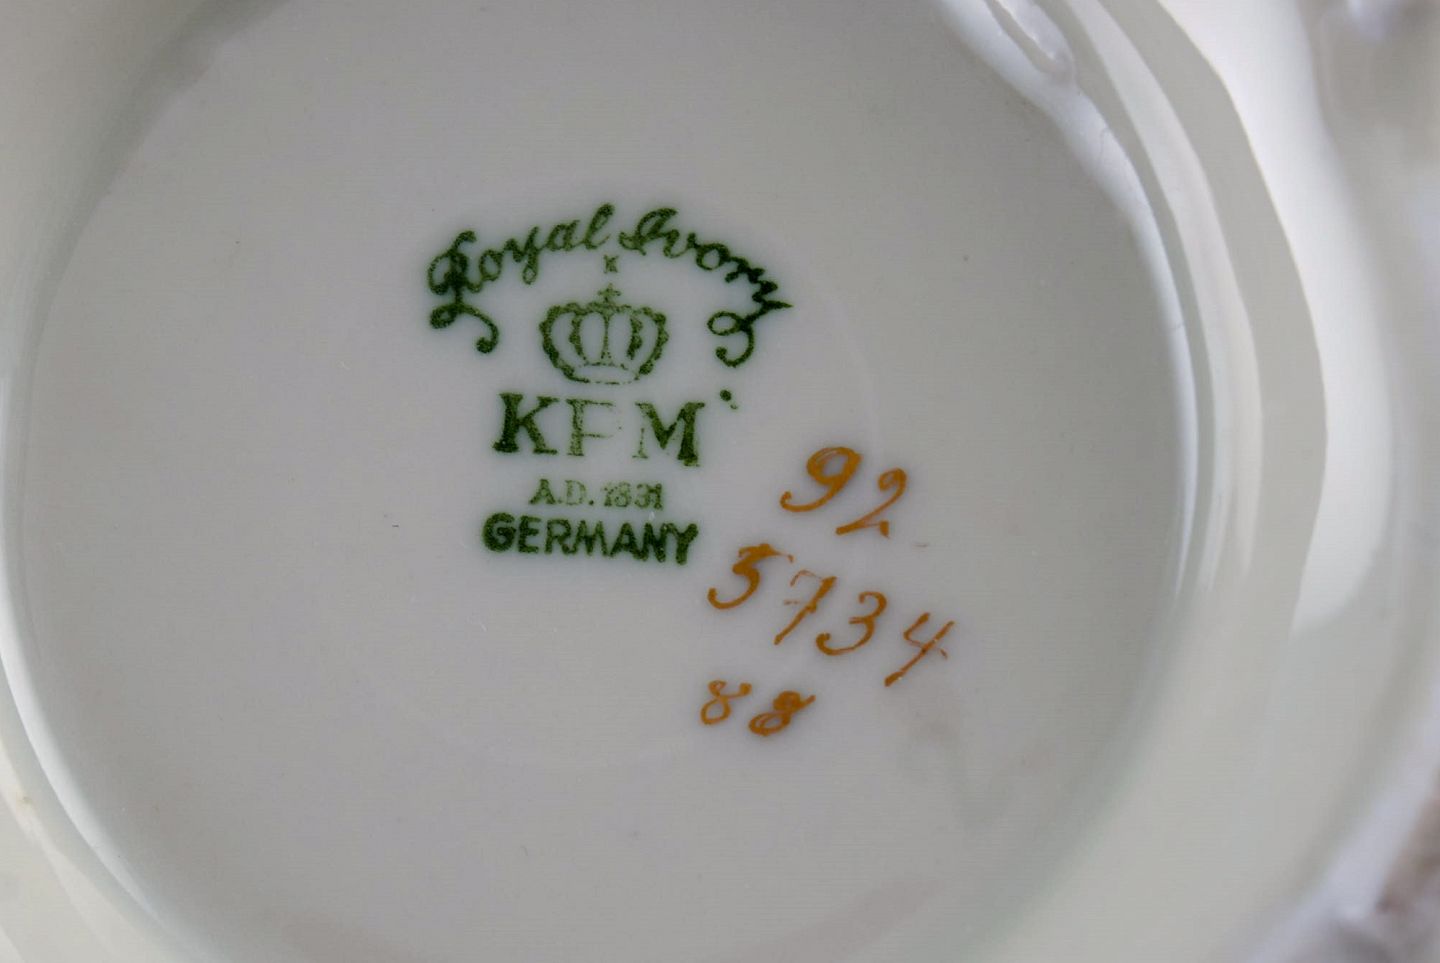 Royal Ivory
KPM
A.D. 1831
GERMANY
92
5734
88